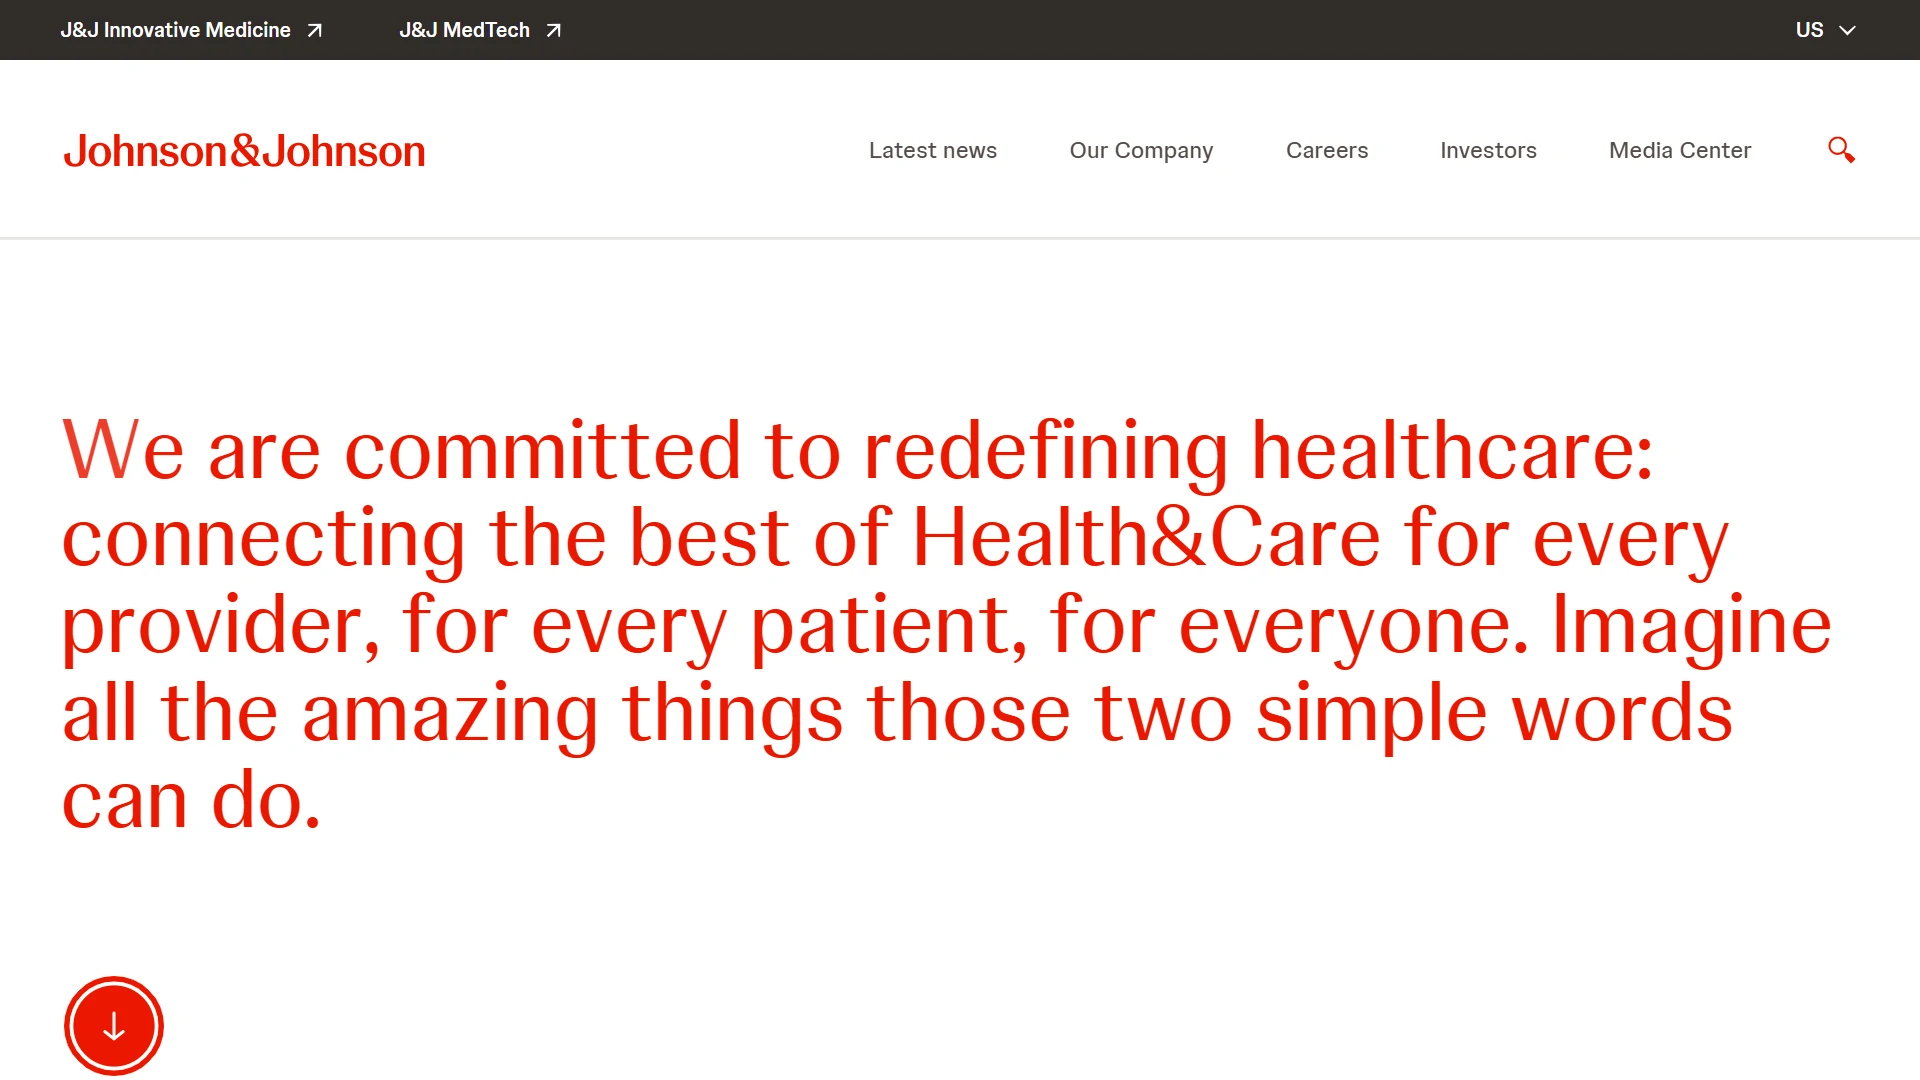 J&J Innovative Medicine
J&J MedTech
US
Johnson&Johnson
Latest news
Our Company
Careers
Investors
Media Center
We are committed to redefining healthcare:
connecting the best of Health&Care for every
provider, for every patient, for everyone. Imagine
all the amazing things those two simple words
can do.